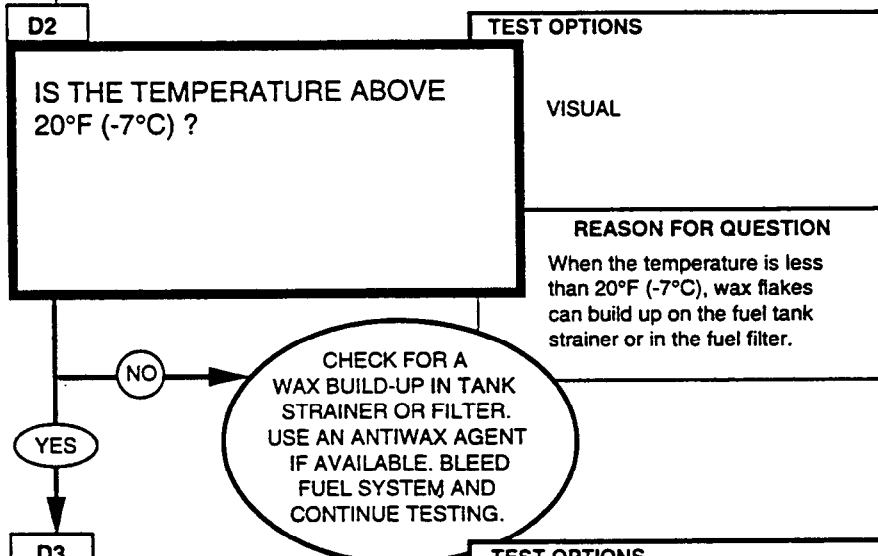 D2
TEST OPTIONS
IS THE TEMPERATURE ABOVE
20°F (-7°C) ?
VISUAL
REASON FOR QUESTION
When the temperature is less
than 20°F (-7°C), wax flakes
can build up on the fuel tank
strainer or in the fuel filter.
NO
CHECK FOR A
WAX BUILD-UP IN TANK
STRAINER OR FILTER.
USE AN ANTIWAX AGENT
IF AVAILABLE. BLEED
FUEL SYSTEM AND
CONTINUE TESTING.
YES
D3
TEST OPTIONS